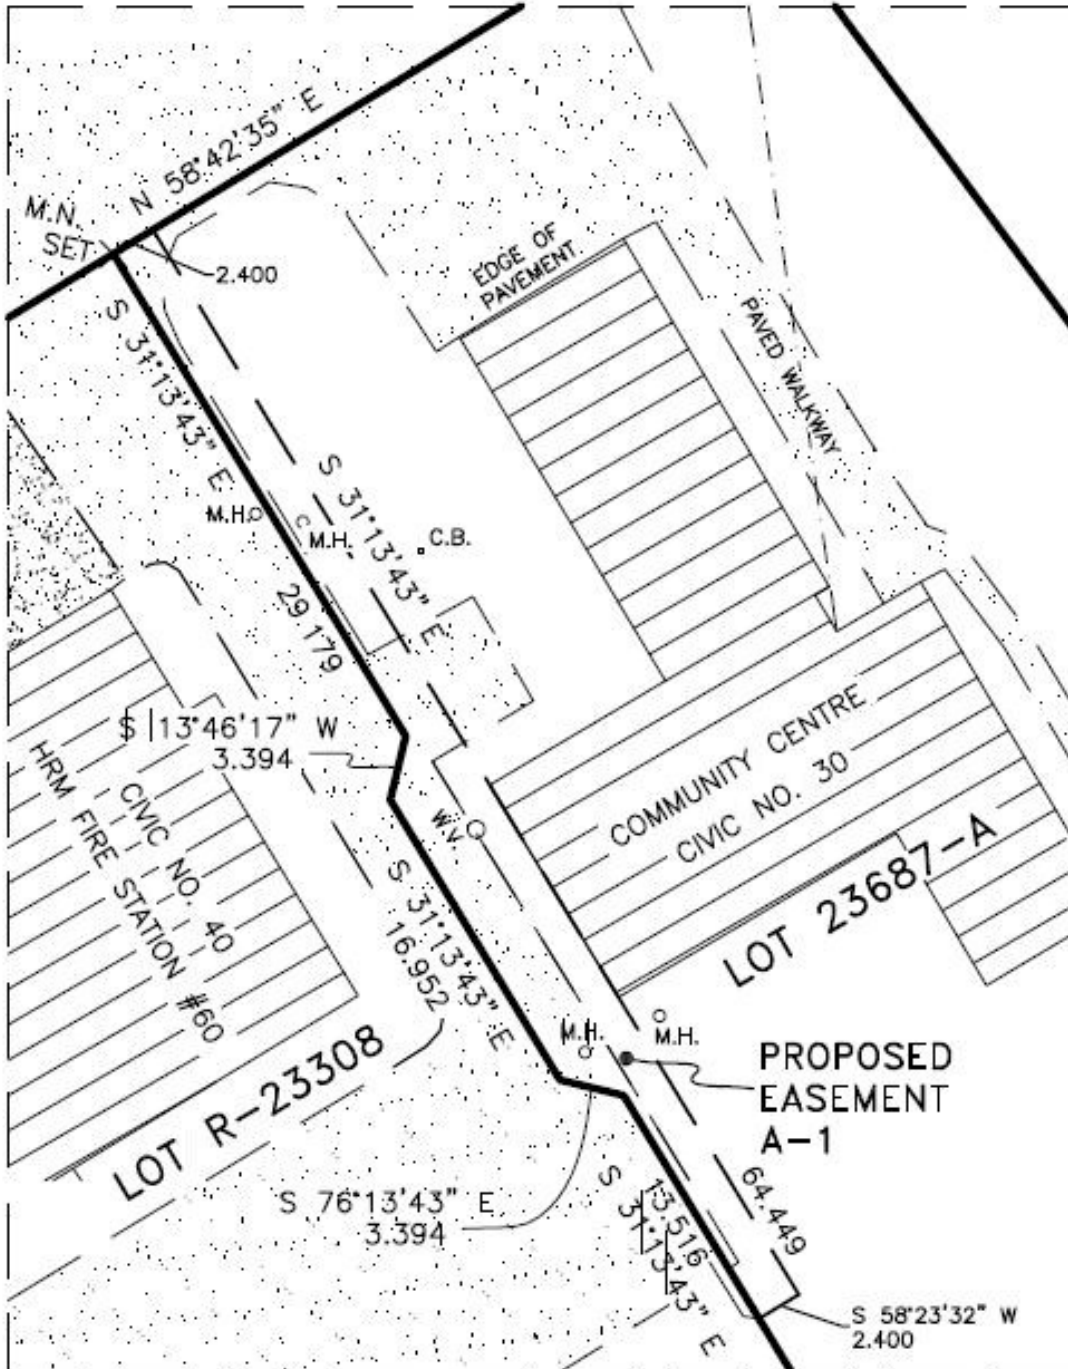 N 58°42'35" E
M.N.
SET
2.400
EDGE OF
PAVEMENT
S 31°13'43" E
PAVED WALKWAY
S 31°13'43" E
M.H.
M.H.
C.B.
29.179
S 13°46'17" W
3.394
HRM FIRE STATION #60
CIVIC NO. 40
COMMUNITY CENTRE
CIVIC NO. 30
W.V.
LOT 23687-A
S 31°13'43" E
16.952
M.H.
M.H.
LOT R-23308
PROPOSED
EASEMENT
A-1
S 76°13'43" E
3.394
13.516
S 31°13'43" E
64.449
S 58°23'32" W
2.400